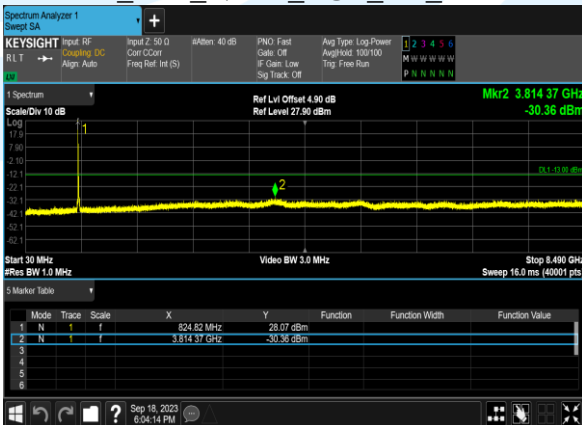 Spectrum Analyzer 1
Swept SA
+
KEYSIGHT Input: RF Input Z: 50 Ω #Atten: 40 dB PNO: Fast Avg Type: Log-Power 1 2 3 4 5 6
RLT Coupling: DC Corr CCorr Gate: Off Avg|Hold: 100/100 M W W W W W
Align: Auto Freq Ref: Int (S) IF Gain: Low Trig: Free Run
LW Sig Track: Off P N N N N N
1 Spectrum Ref Lvl Offset 4.90 dB Mkr2 3.814 37 GHz
Scale/Div 10 dB Ref Level 27.90 dBm -30.36 dBm
Log
17.9
7.90
-2.10
-12.1
-22.1
-32.1
-42.1
-52.1
-62.1
1
2
DL1 -13.00 dBm
Start 30 MHz Video BW 3.0 MHz Stop 8.490 GHz
#Res BW 1.0 MHz Sweep 16.0 ms (40001 pts)
5 Marker Table
Mode Trace Scale X Y Function Function Width Function Value
1 N 1 f 824.82 MHz 28.07 dBm
2 N 1 f 3.814 37 GHz -30.36 dBm
3
4
5
6
? Sep 18, 2023
6:04:14 PM